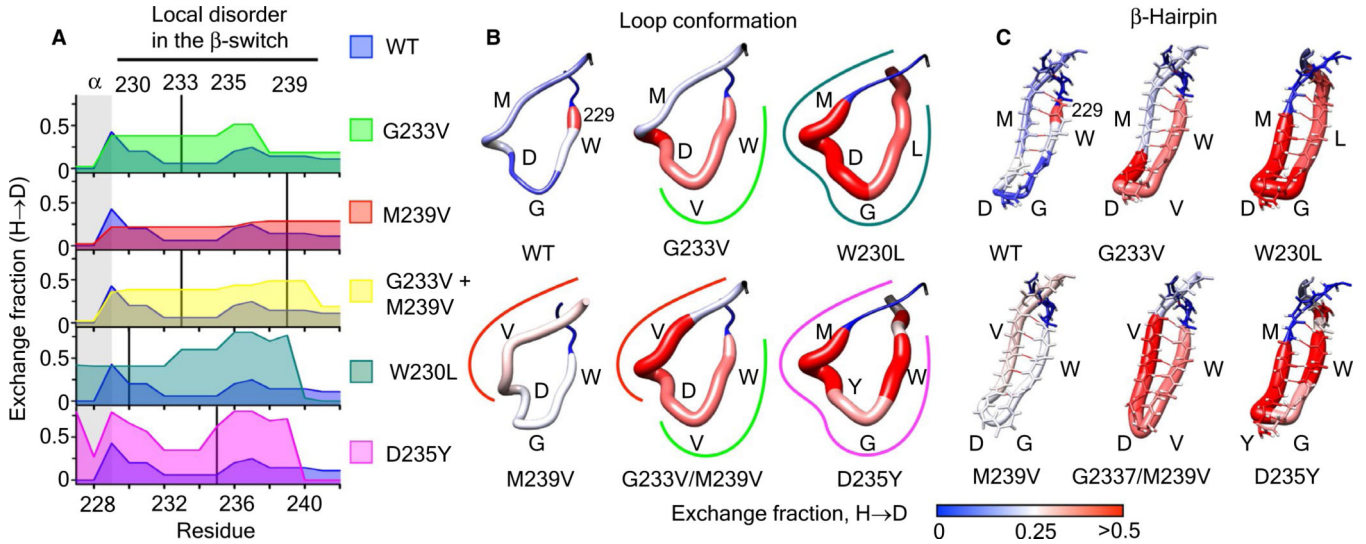 A
Local disorder
in the β-switch
α
230
233
235
239
Exchange fraction (H→D)
0.5
0
0.5
0
0.5
0
0.5
0
0.5
0
228
232
236
240
Residue
WT
G233V
M239V
G233V +
M239V
W230L
D235Y
B
Loop conformation
M
229
D
W
G
WT
M
D
W
V
G233V
M
D
L
G
W230L
V
D
W
G
M239V
V
D
W
V
G233V/M239V
M
Y
W
G
D235Y
C
β-Hairpin
M
229
W
D G
WT
M
W
D V
G233V
M
L
D G
W230L
V
W
D G
M239V
V
W
D V
G2337/M239V
M
W
Y G
D235Y
Exchange fraction, H→D
0 0.25 >0.5